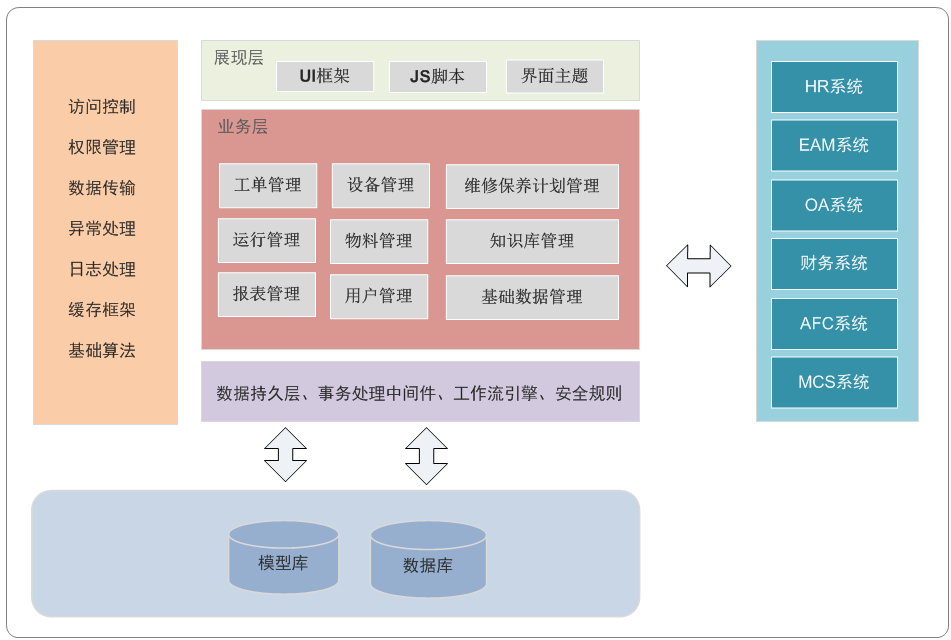 访问控制
权限管理
数据传输
异常处理
日志处理
缓存框架
基础算法
展现层
UI框架
JS脚本
界面主题
业务层
工单管理
设备管理
维修保养计划管理
运行管理
物料管理
知识库管理
报表管理
用户管理
基础数据管理
数据持久层、事务处理中间件、工作流引擎、安全规则
模型库
数据库
HR系统
EAM系统
OA系统
财务系统
AFC系统
MCS系统